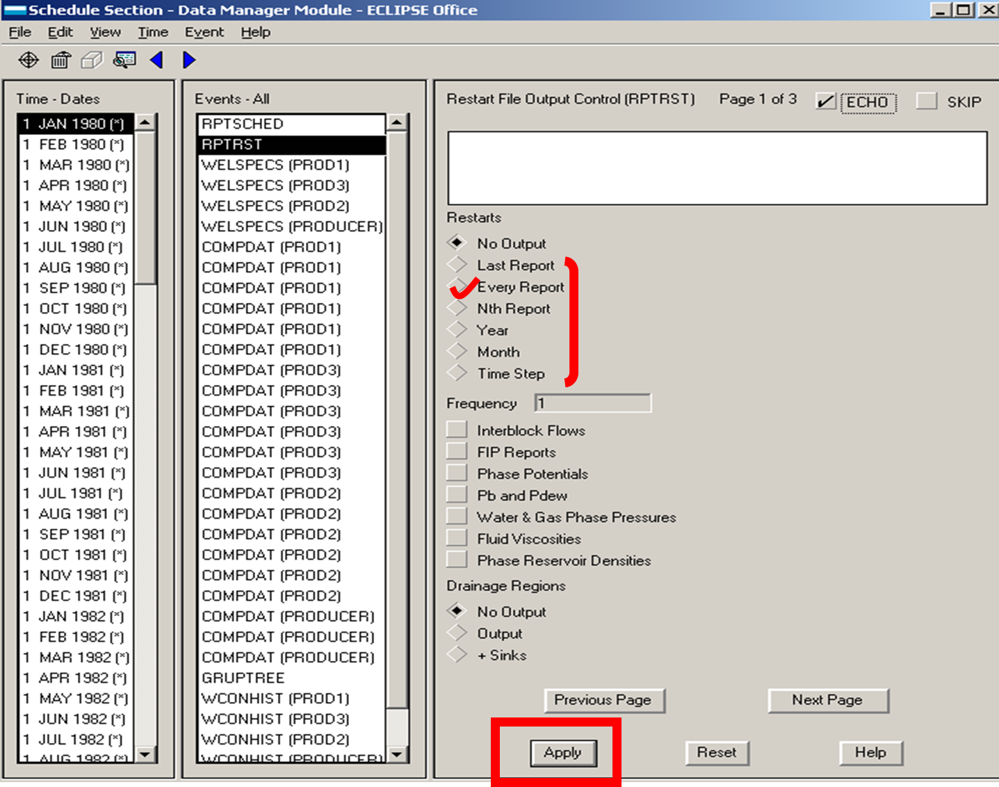 Schedule Section - Data Manager Module - ECLIPSE Office
File Edit View Time Event Help
Time - Dates
1 JAN 1980 (*)
1 FEB 1980 (*)
1 MAR 1980 (*)
1 APR 1980 (*)
1 MAY 1980 (*)
1 JUN 1980 (*)
1 JUL 1980 (*)
1 AUG 1980 (*)
1 SEP 1980 (*)
1 OCT 1980 (*)
1 NOV 1980 (*)
1 DEC 1980 (*)
1 JAN 1981 (*)
1 FEB 1981 (*)
1 MAR 1981 (*)
1 APR 1981 (*)
1 MAY 1981 (*)
1 JUN 1981 (*)
1 JUL 1981 (*)
1 AUG 1981 (*)
1 SEP 1981 (*)
1 OCT 1981 (*)
1 NOV 1981 (*)
1 DEC 1981 (*)
1 JAN 1982 (*)
1 FEB 1982 (*)
1 MAR 1982 (*)
1 APR 1982 (*)
1 MAY 1982 (*)
1 JUN 1982 (*)
1 JUL 1982 (*)
1 AUG 1982 (*)
Events - All
RPTSCHED
RPTRST
WELSPECS (PROD1)
WELSPECS (PROD3)
WELSPECS (PROD2)
WELSPECS (PRODUCER)
COMPDAT (PROD1)
COMPDAT (PROD1)
COMPDAT (PROD1)
COMPDAT (PROD1)
COMPDAT (PROD1)
COMPDAT (PROD1)
COMPDAT (PROD3)
COMPDAT (PROD3)
COMPDAT (PROD3)
COMPDAT (PROD3)
COMPDAT (PROD3)
COMPDAT (PROD3)
COMPDAT (PROD2)
COMPDAT (PROD2)
COMPDAT (PROD2)
COMPDAT (PROD2)
COMPDAT (PROD2)
COMPDAT (PROD2)
COMPDAT (PRODUCER)
COMPDAT (PRODUCER)
COMPDAT (PRODUCER)
GRUPTREE
WCONHIST (PROD1)
WCONHIST (PROD3)
WCONHIST (PROD2)
WCONHIST (PRODUCER)
Restart File Output Control (RPTRST) Page 1 of 3 ECHO SKIP
Restarts
No Output
Last Report
Every Report
Nth Report
Year
Month
Time Step
Frequency 1
Interblock Flows
FIP Reports
Phase Potentials
Pb and Pdew
Water & Gas Phase Pressures
Fluid Viscosities
Phase Reservoir Densities
Drainage Regions
No Output
Output
+ Sinks
Previous Page Next Page
Apply Reset Help